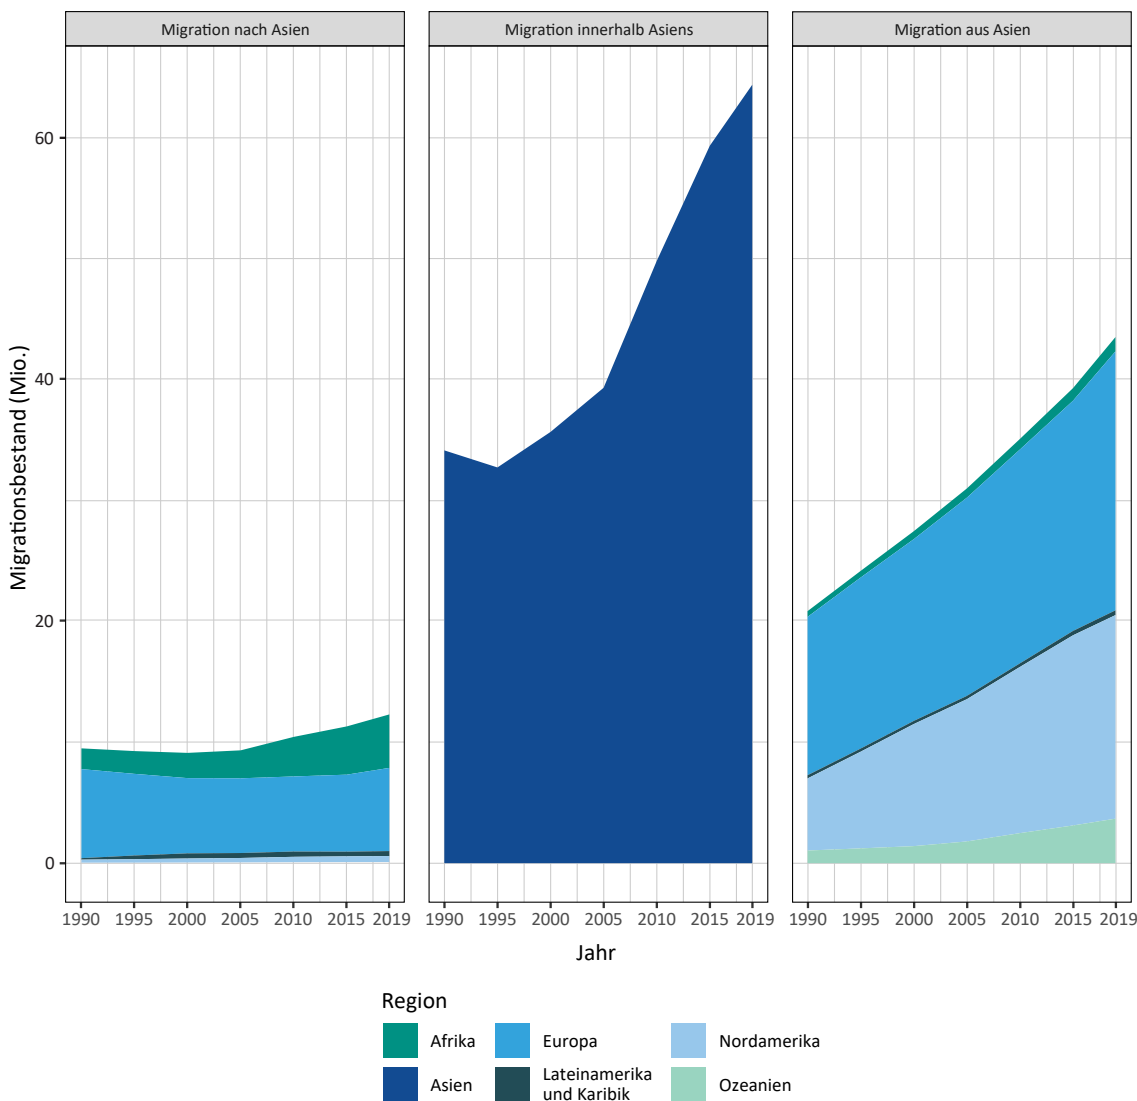 Migration nach Asien
Migration innerhalb Asiens
Migration aus Asien
Migrationsbestand (Mio.)
60
40
20
0
1990 1995 2000 2005 2010 2015 2019
1990 1995 2000 2005 2010 2015 2019
1990 1995 2000 2005 2010 2015 2019
Jahr
Region
Afrika
Europa
Nordamerika
Asien
Lateinamerika
und Karibik
Ozeanien